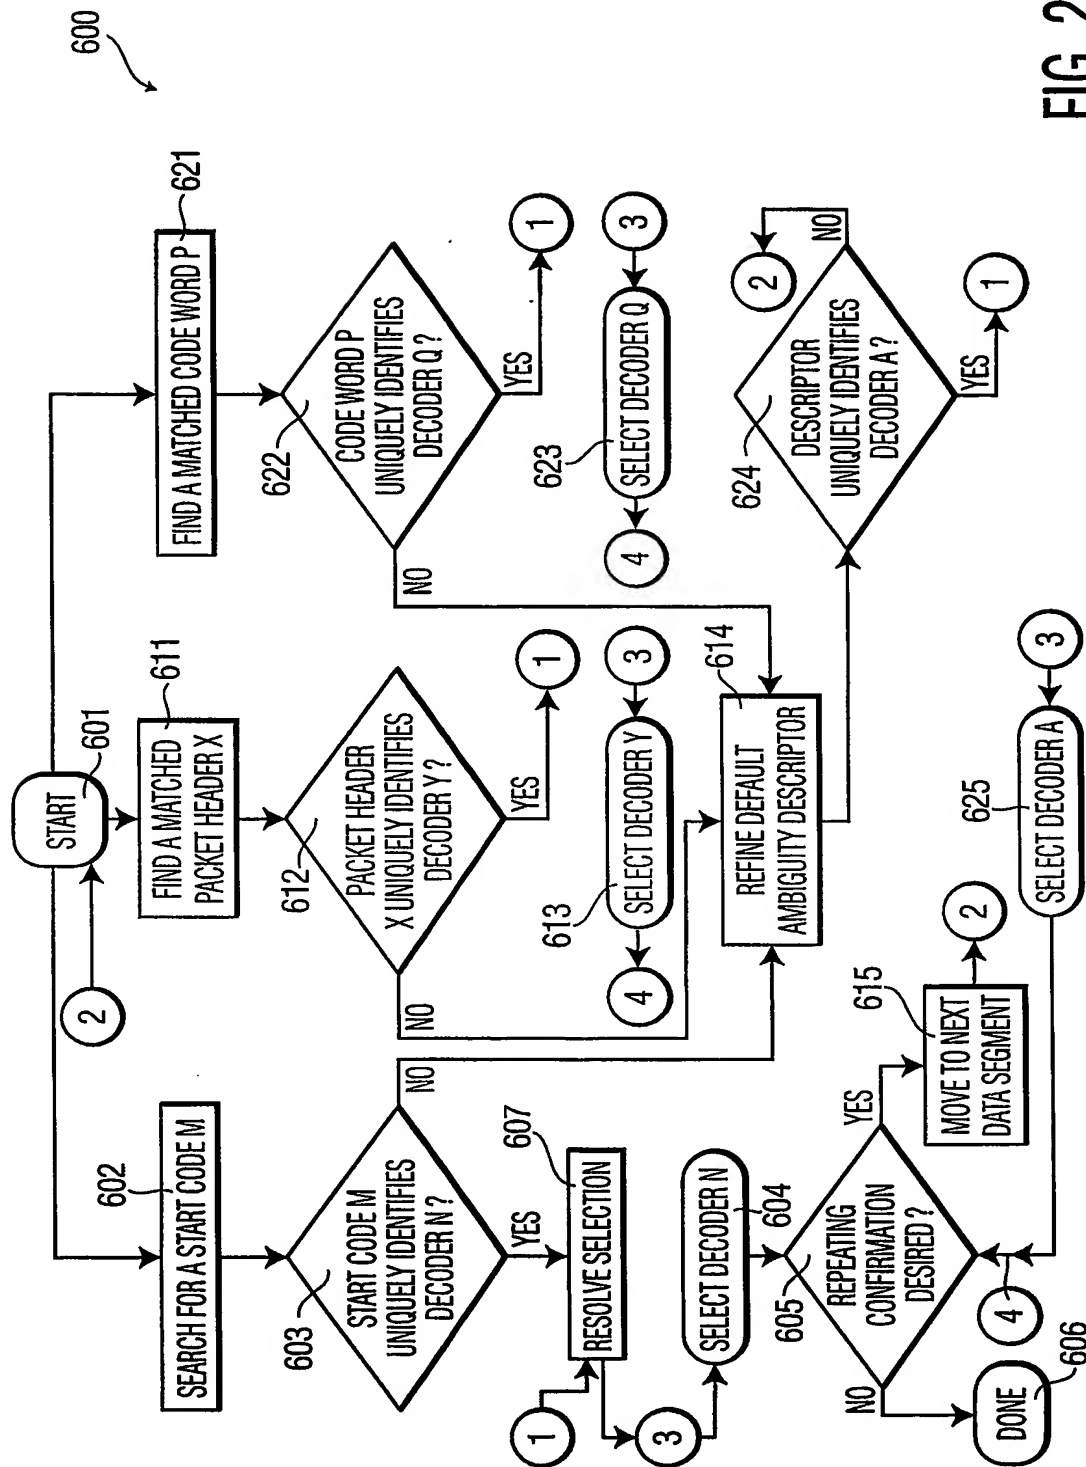 600
START
601
2
SEARCH FOR A START CODE M
602
FIND A MATCHED
PACKET HEADER X
611
FIND A MATCHED CODE WORD P
621
START CODE M
UNIQUELY IDENTIFIES
DECODER N ?
603
NO
YES
PACKET HEADER
X UNIQUELY IDENTIFIES
DECODER Y ?
612
NO
YES
1
CODE WORD P
UNIQUELY IDENTIFIES
DECODER Q ?
622
NO
YES
1
RESOLVE SELECTION
607
1
3
SELECT DECODER Y
613
3
4
SELECT DECODER Q
623
3
4
SELECT DECODER N
604
REFINE DEFAULT
AMBIGUITY DESCRIPTOR
614
DESCRIPTOR
UNIQUELY IDENTIFIES
DECODER A ?
624
NO
2
YES
1
REPEATING
CONFIRMATION
DESIRED ?
605
YES
NO
MOVE TO NEXT
DATA SEGMENT
615
2
SELECT DECODER A
625
3
4
DONE
606
FIG. 2